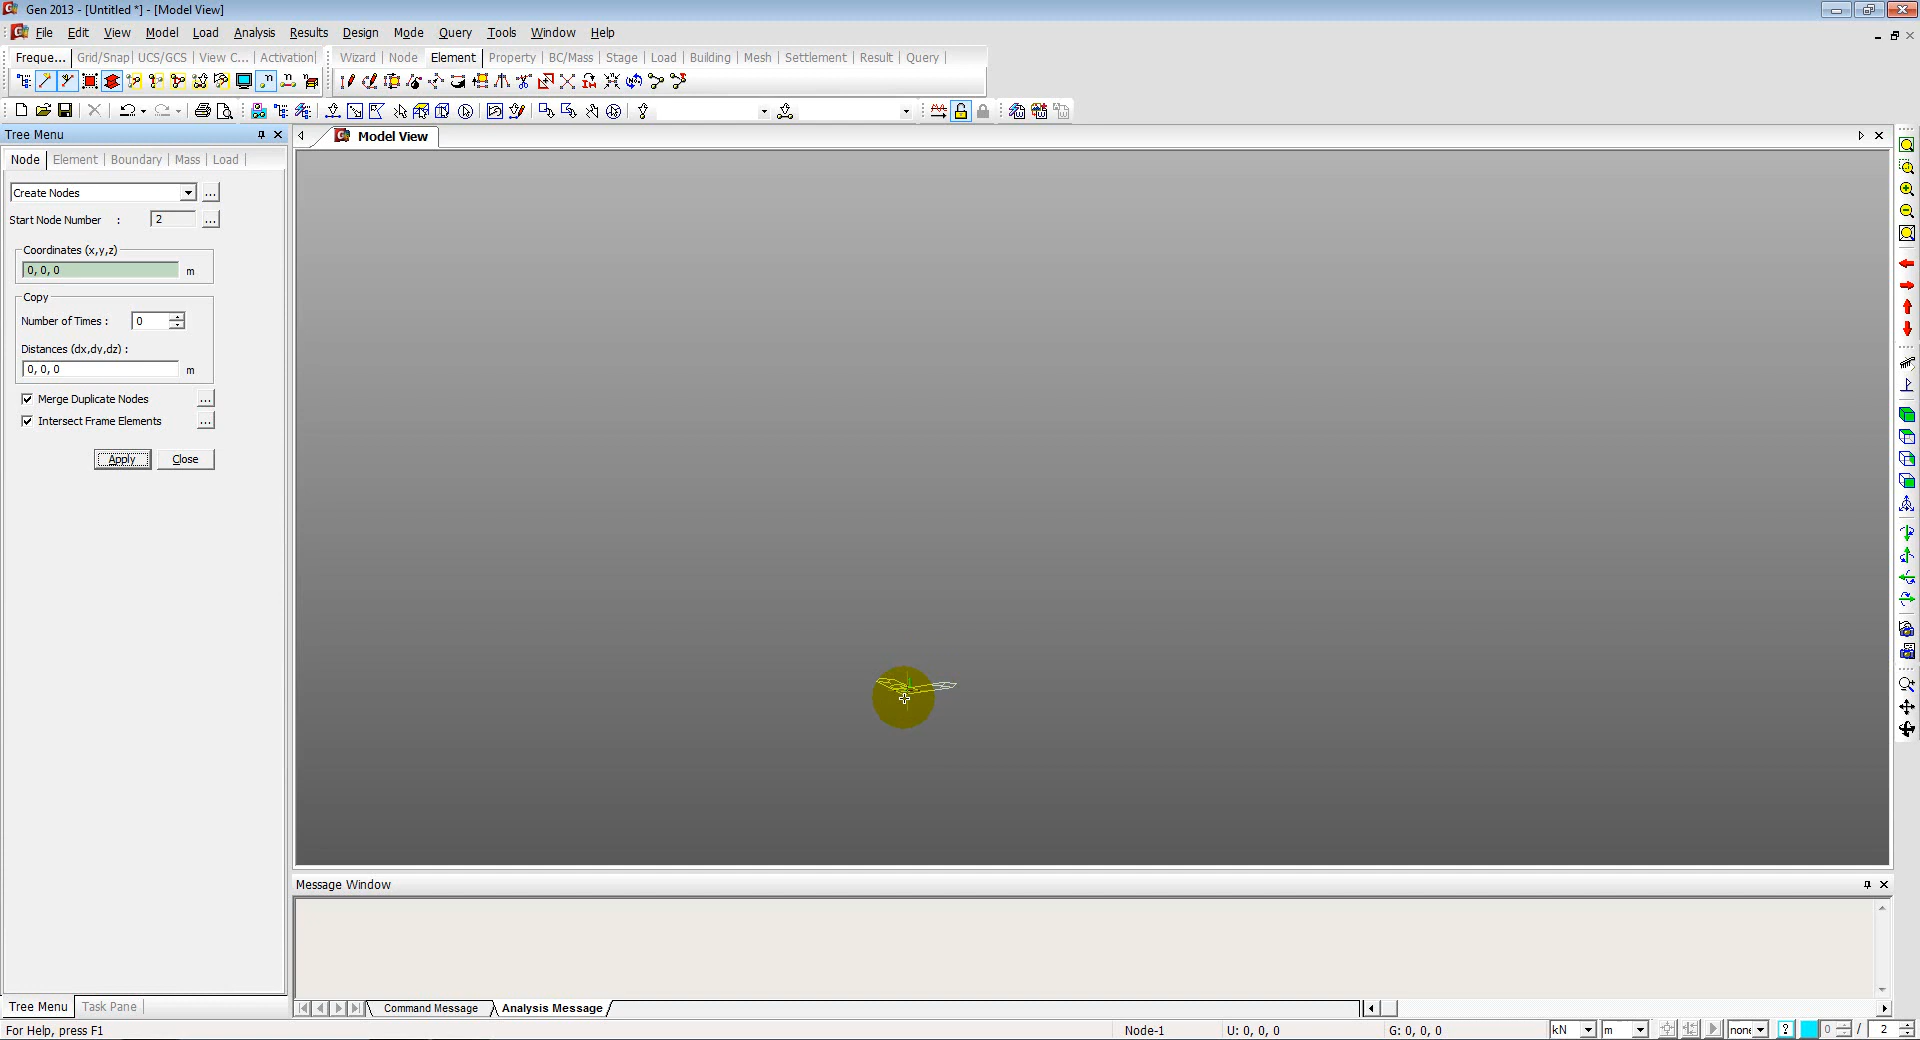 Gen 2013 - [Untitled *] - [Model View]
File Edit View Model Load Analysis Results Design Mode Query Tools Window Help
Freque... Grid/Snap UCS/GCS View C... Activation Wizard Node Element Property BC/Mass Stage Load Building Mesh Settlement Result Query
Tree Menu
Model View
Node Element Boundary Mass Load
Create Nodes ...
Start Node Number : 2 ...
Coordinates (x,y,z)
0, 0, 0 m
Copy
Number of Times : 0
Distances (dx,dy,dz) :
0, 0, 0 m
Merge Duplicate Nodes ...
Intersect Frame Elements ...
Apply Close
Message Window
Tree Menu Task Pane
Command Message Analysis Message
For Help, press F1 Node-1 U: 0, 0, 0 G: 0, 0, 0 kN m none ? 0 / 2